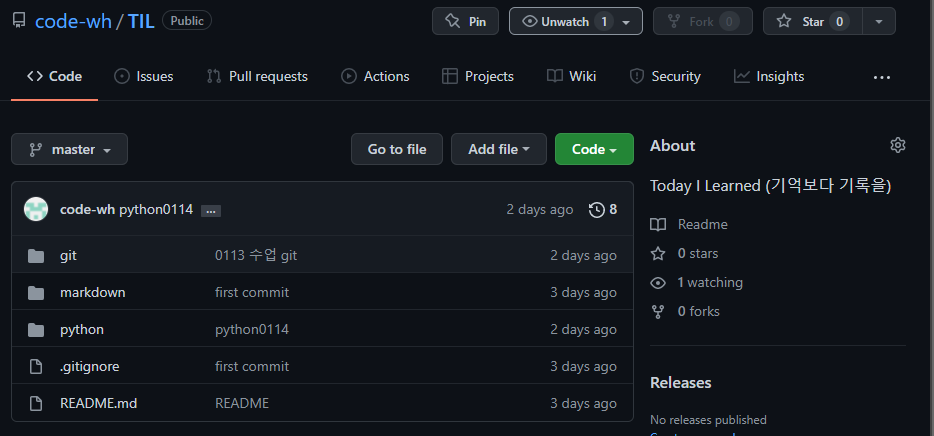 code-wh / TIL Public Pin Unwatch 1 Fork 0 Star 0
Code Issues Pull requests Actions Projects Wiki Security Insights ...
master Go to file Add file Code
code-wh python0114 ... 2 days ago 8
git 0113 수업 git 2 days ago
markdown first commit 3 days ago
python python0114 2 days ago
.gitignore first commit 3 days ago
README.md README 3 days ago
About
Today I Learned (기억보다 기록을)
Readme
0 stars
1 watching
0 forks
Releases
No releases published